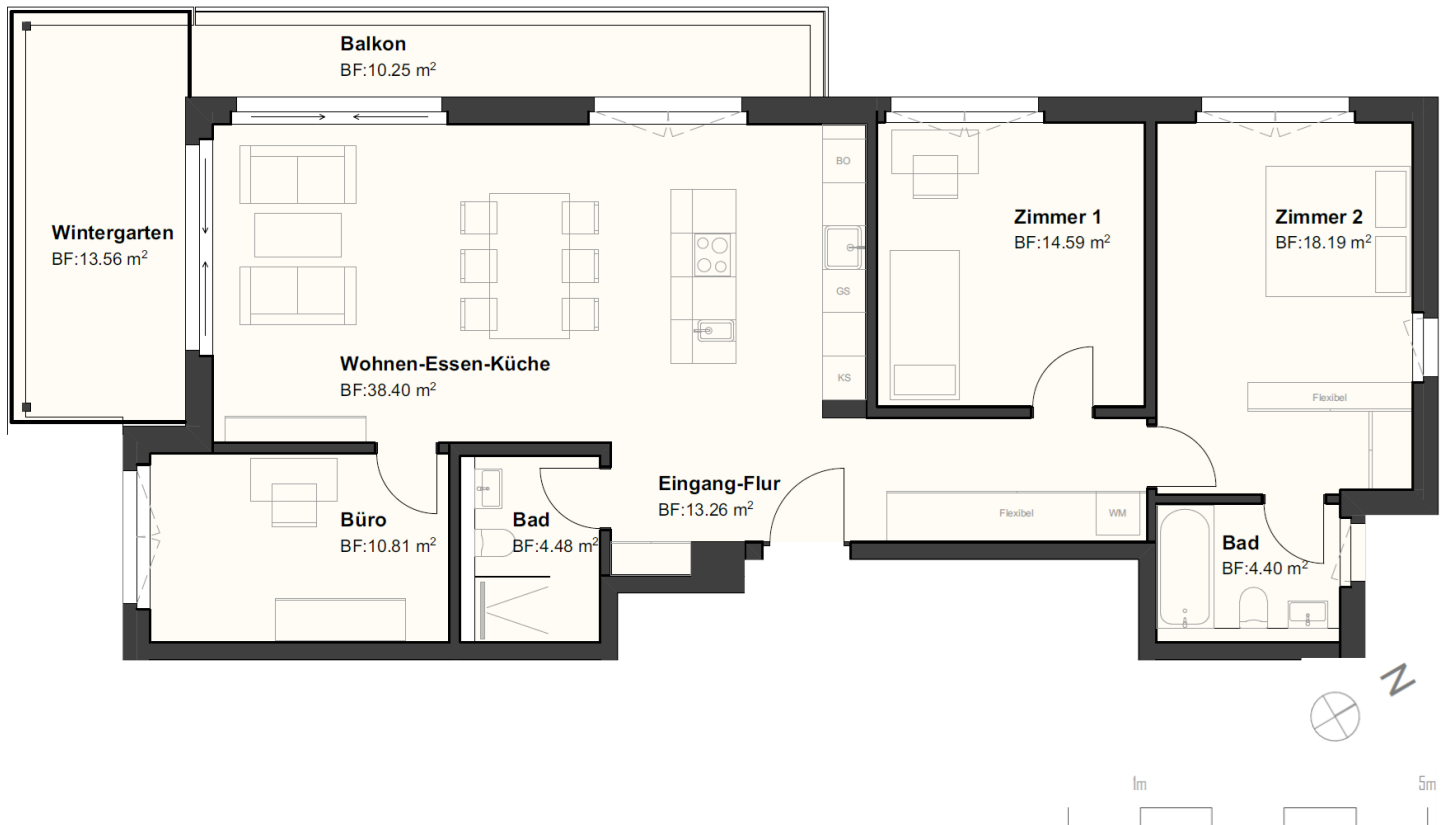 Balkon
BF:10.25 m²
Wintergarten
BF:13.56 m²
Wohnen-Essen-Küche
BF:38.40 m²
BO
GS
KS
Zimmer 1
BF:14.59 m²
Zimmer 2
BF:18.19 m²
Flexibel
Büro
BF:10.81 m²
Bad
BF:4.48 m²
Eingang-Flur
BF:13.26 m²
Flexibel
WM
Bad
BF:4.40 m²
N
1m
5m